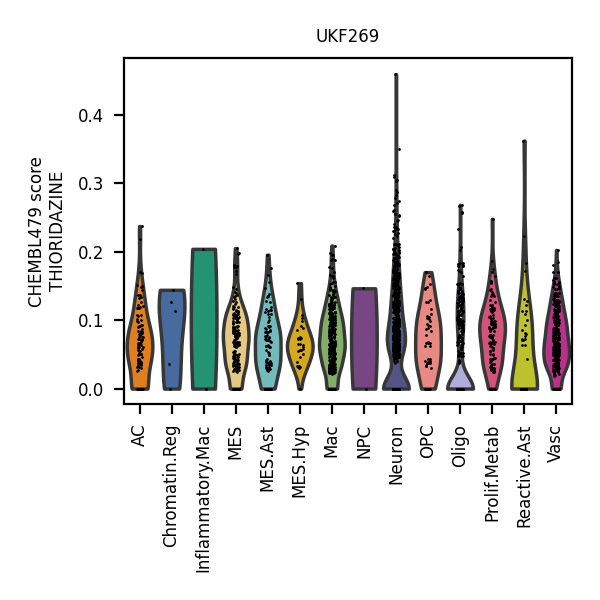 UKF269
CHEMBL479 score
THIORIDAZINE
0.4
0.3
0.2
0.1
0.0
AC
Chromatin.Reg
Inflammatory.Mac
MES
MES.Ast
MES.Hyp
Mac
NPC
Neuron
OPC
Oligo
Prolif.Metab
Reactive.Ast
Vasc